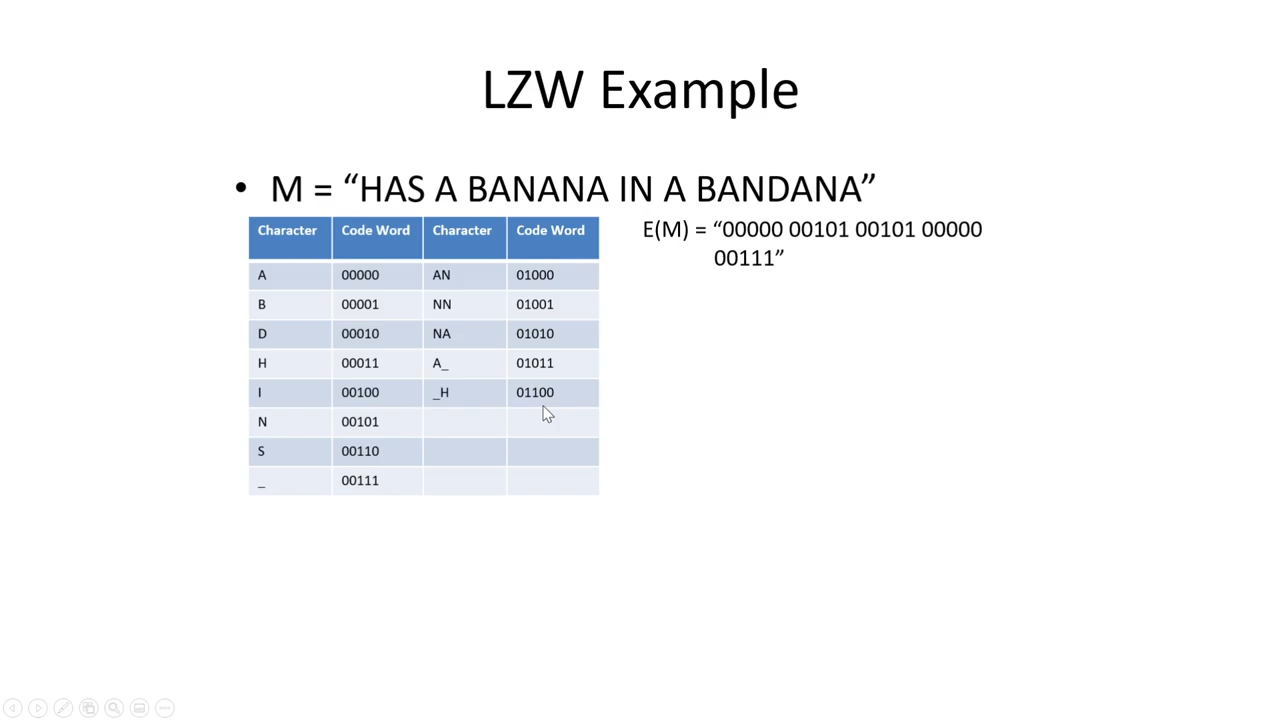 LZW Example
• M = “HAS A BANANA IN A BANDANA”
E(M) = “00000 00101 00101 00000
00111”
Character Code Word Character Code Word
A 00000 AN 01000
B 00001 NN 01001
D 00010 NA 01010
H 00011 A_ 01011
I 00100 _H 01100
N 00101
S 00110
_ 00111